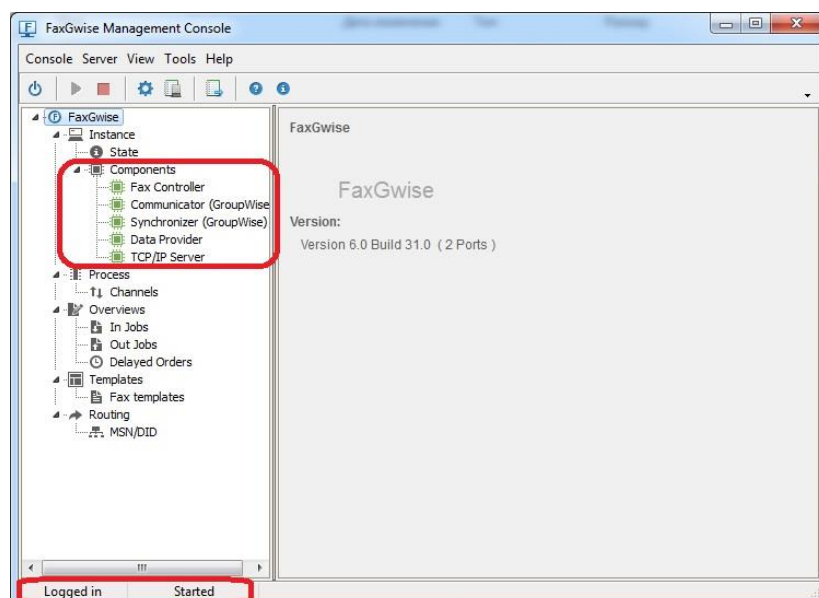 FaxGwise Management Console
Console Server View Tools Help
FaxGwise
Instance
State
Components
Fax Controller
Communicator (GroupWise
Synchronizer (GroupWise)
Data Provider
TCP/IP Server
Process
Channels
Overviews
In Jobs
Out Jobs
Delayed Orders
Templates
Fax templates
Routing
MSN/DID
FaxGwise
FaxGwise
Version:
Version 6.0 Build 31.0 ( 2 Ports )
Logged in Started